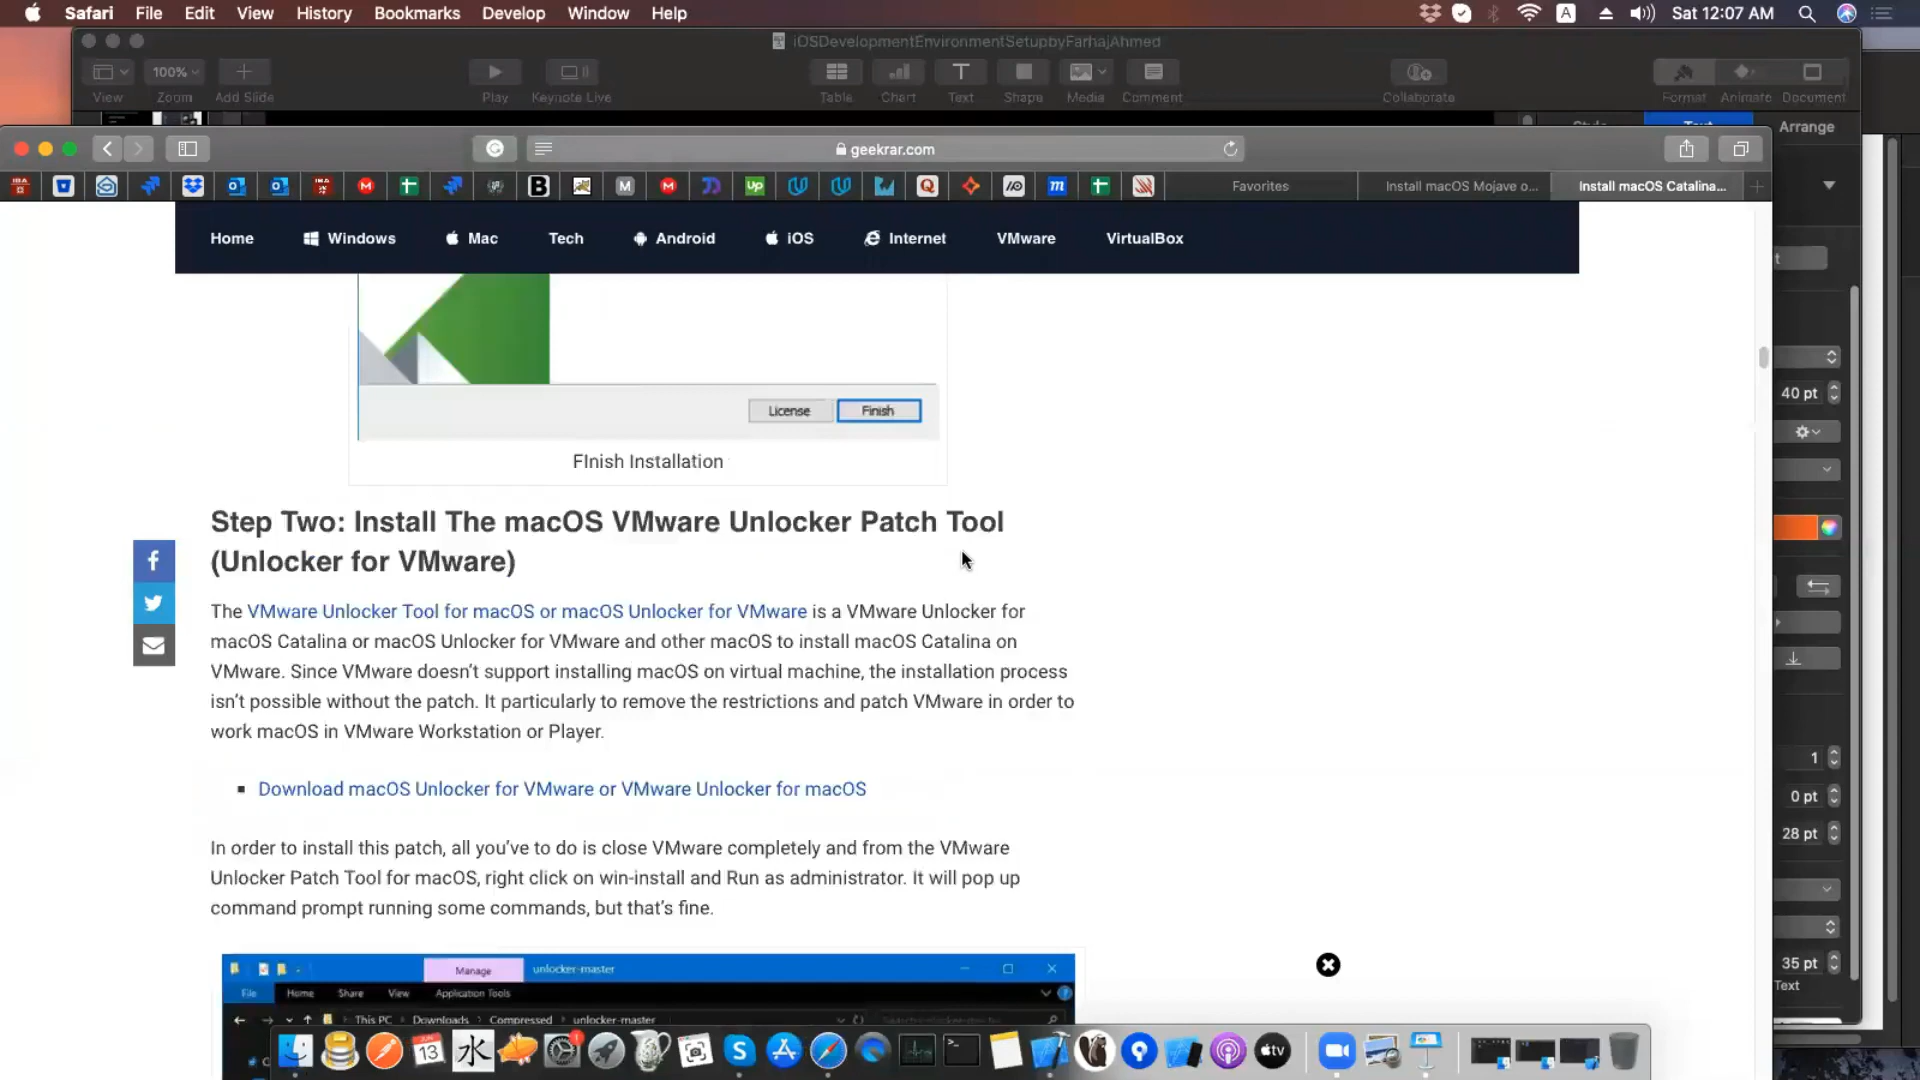 Safari File Edit View History Bookmarks Develop Window Help
A Sat 12:07 AM
iOSDevelopmentEnvironmentSetupbyFarhajAhmed
100%
View Zoom Add Slide Play Keynote Live Table Chart Text Shape Media Comment Collaborate Format Animate Document
Style Text Arrange
geekrar.com
Favorites Install macOS Mojave o... Install macOS Catalina...
Home Windows Mac Tech Android iOS Internet VMware VirtualBox
License Finish
FInish Installation
40 pt
Step Two: Install The macOS VMware Unlocker Patch Tool
(Unlocker for VMware)
The VMware Unlocker Tool for macOS or macOS Unlocker for VMware is a VMware Unlocker for
macOS Catalina or macOS Unlocker for VMware and other macOS to install macOS Catalina on
VMware. Since VMware doesn't support installing macOS on virtual machine, the installation process
isn't possible without the patch. It particularly to remove the restrictions and patch VMware in order to
work macOS in VMware Workstation or Player.
1
Download macOS Unlocker for VMware or VMware Unlocker for macOS
0 pt
28 pt
In order to install this patch, all you've to do is close VMware completely and from the VMware
Unlocker Patch Tool for macOS, right click on win-install and Run as administrator. It will pop up
command prompt running some commands, but that's fine.
35 pt
Text
Manage unlocker-master
File Home Share View Application Tools
This PC Downloads Compressed unlocker-master
JUN
13
水
1
S
tv